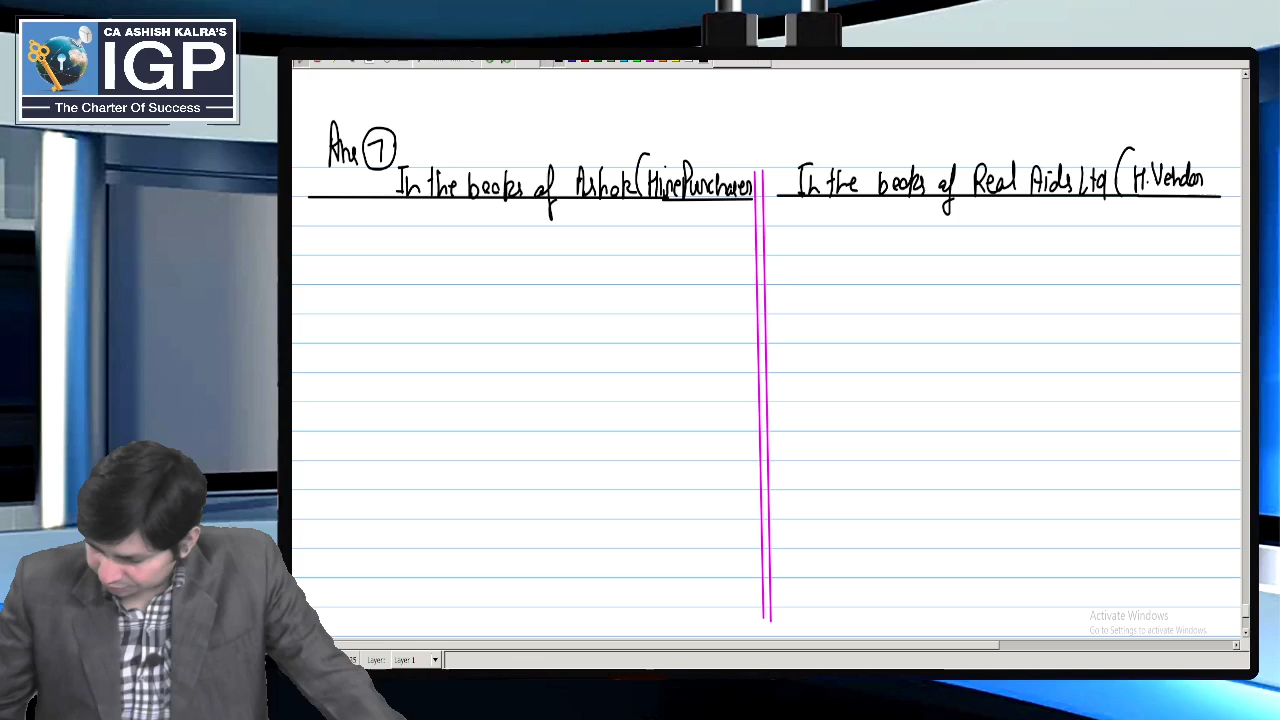 CA ASHISH KALRA'S
IGP
The Charter Of Success
Ans 7
In the books of Ashok (Hire Purchaser
In the books of Real Aids Ltd (H.Vendor
Activate Windows
Go to Settings to activate Windows.
Layer: Layer 1